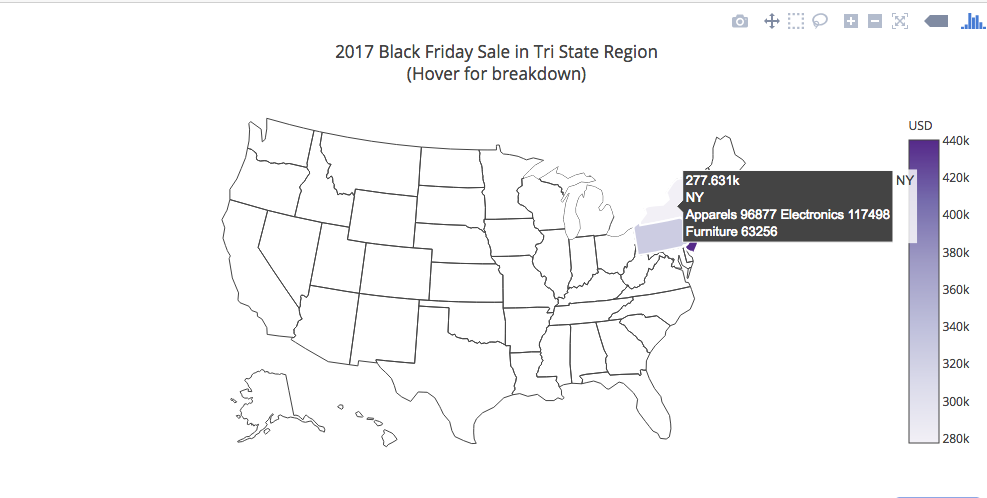 2017 Black Friday Sale in Tri State Region
(Hover for breakdown)
USD
440k
277.631k
NY
NY
420k
Apparels 96877 Electronics 117498
400k
Furniture 63256
380k
360k
340k
320k
300k
280k